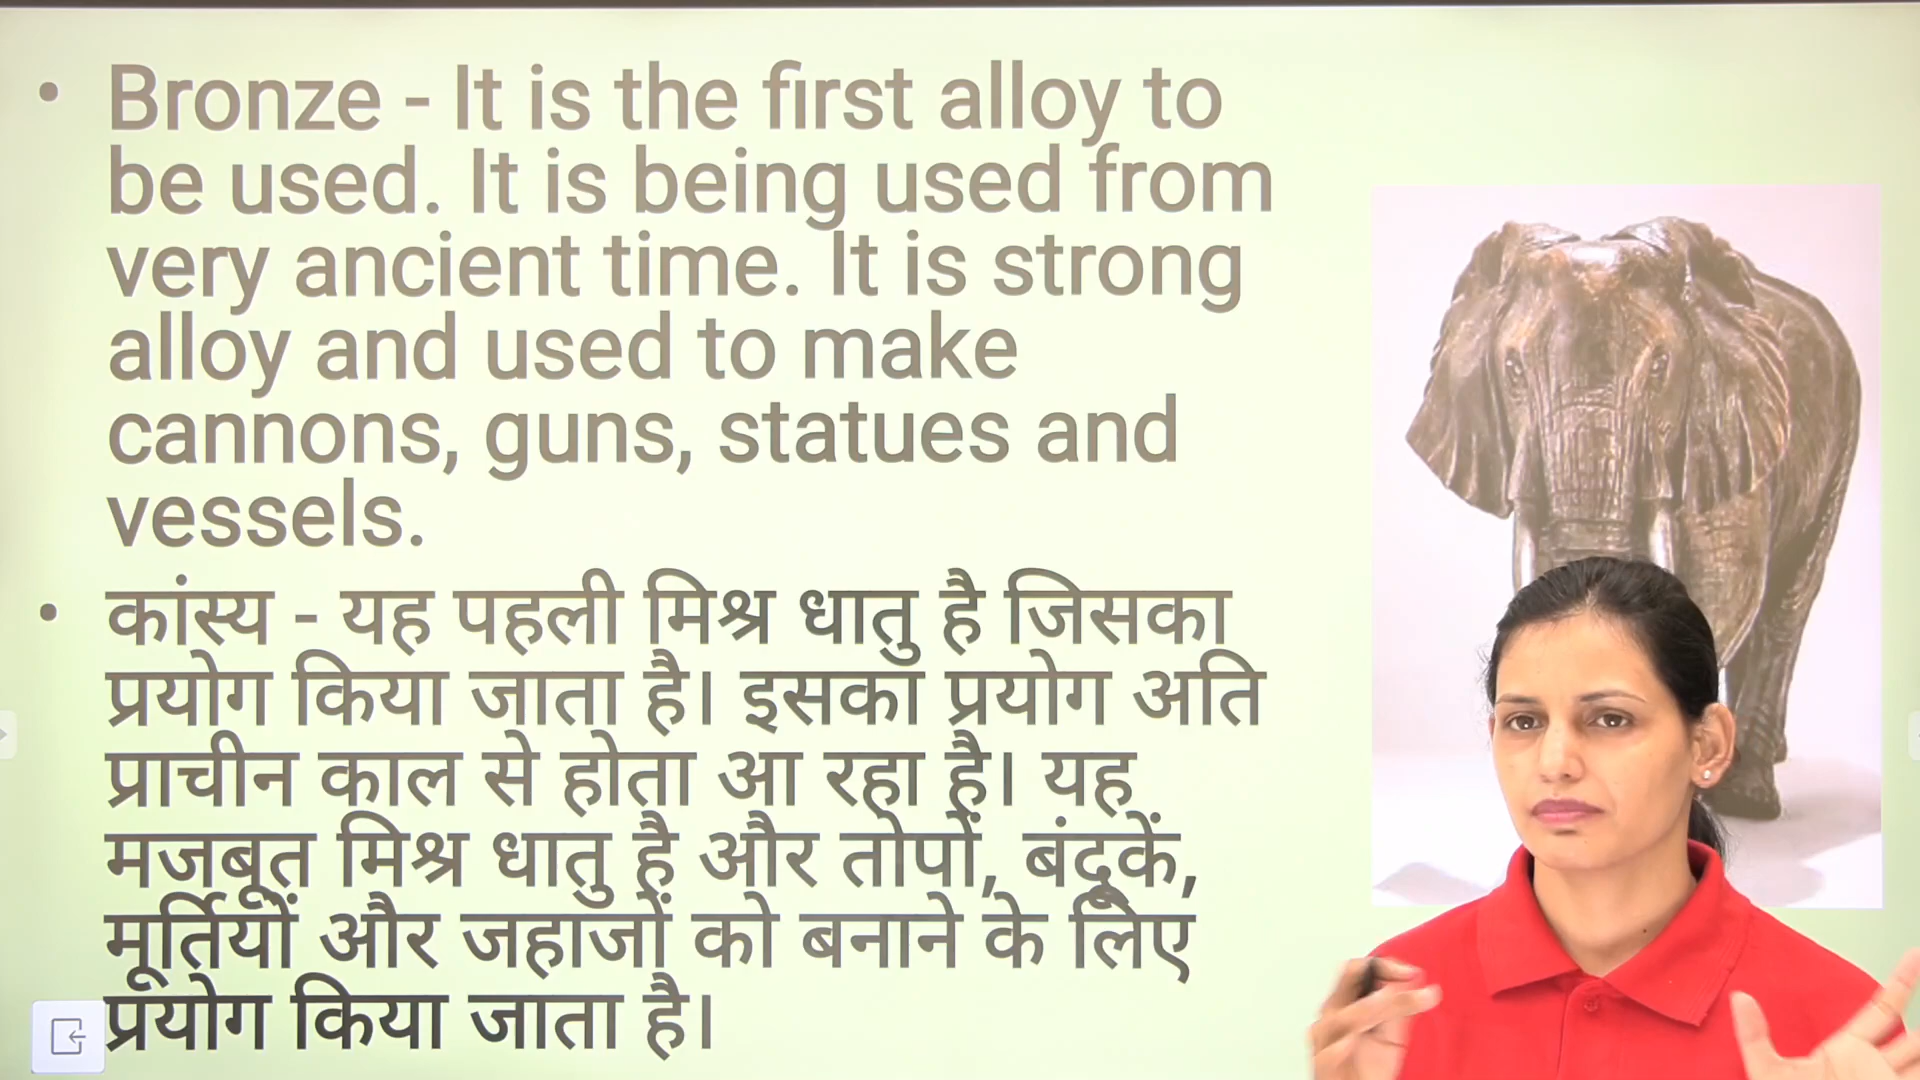 • Bronze - It is the first alloy to
be used. It is being used from
very ancient time. It is strong
alloy and used to make
cannons, guns, statues and
vessels.
• कांस्य - यह पहली मिश्र धातु है जिसका
प्रयोग किया जाता है। इसका प्रयोग अति
प्राचीन काल से होता आ रहा है। यह
मजबूत मिश्र धातु है और तोपों, बंदूकें,
मूर्तियों और जहाजों को बनाने के लिए
प्रयोग किया जाता है।